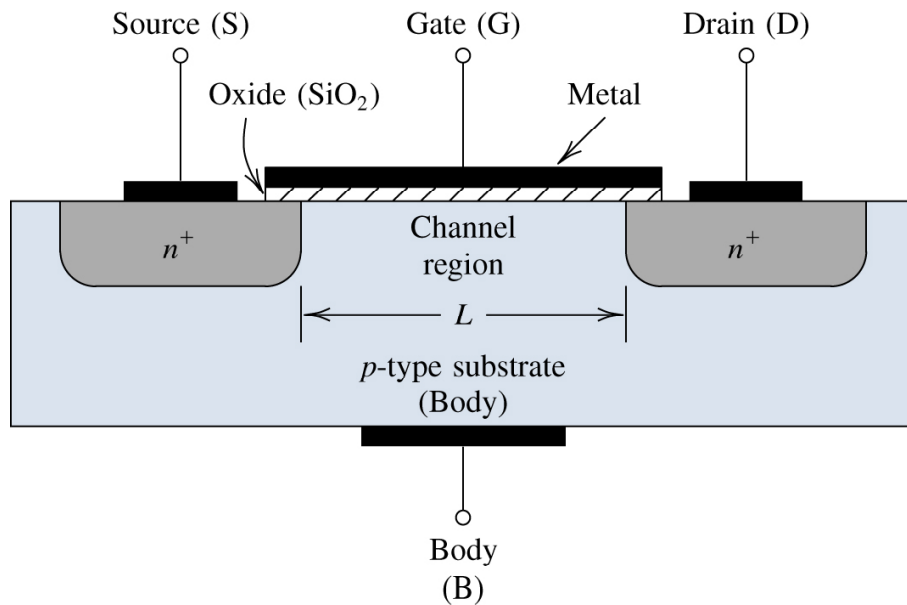 Source (S)
Gate (G)
Drain (D)
Oxide (SiO₂)
Metal
n⁺
Channel
region
n⁺
L
p-type substrate
(Body)
Body
(B)